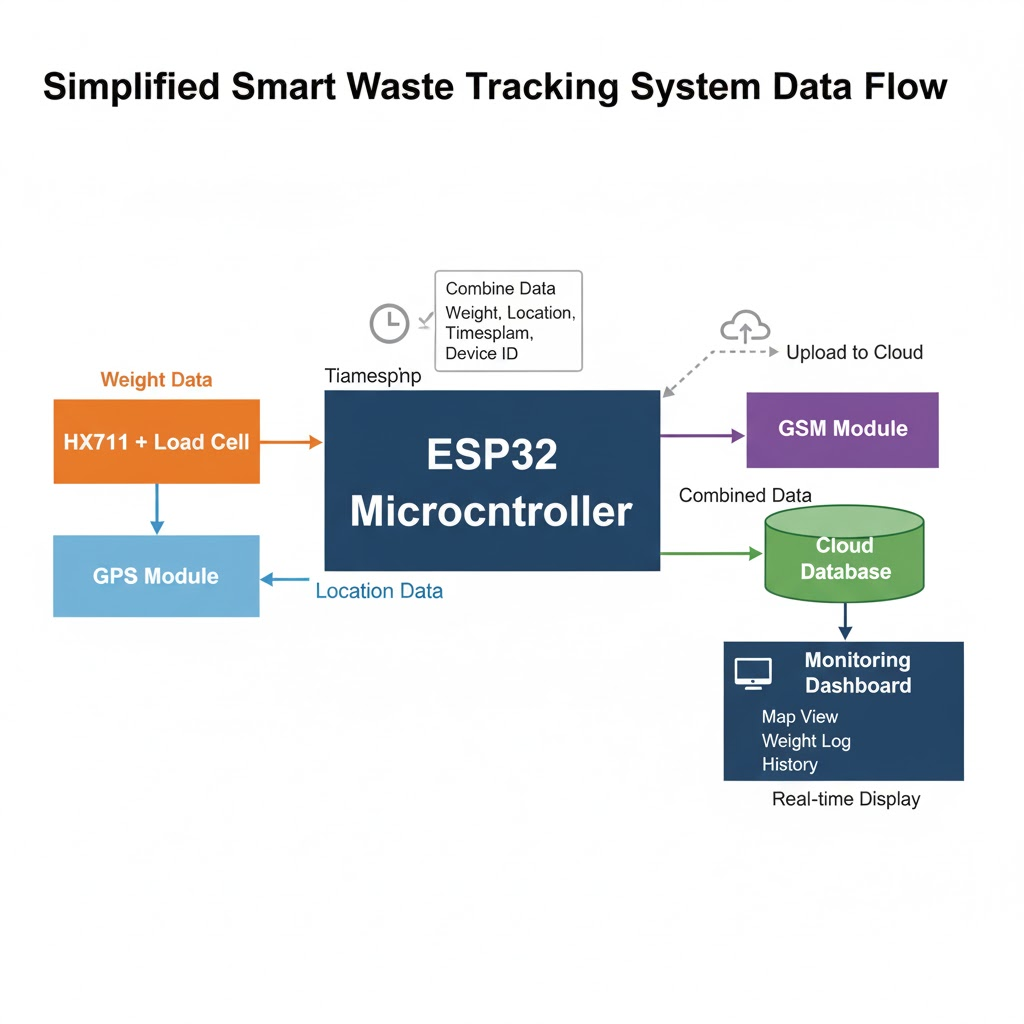 Simplified Smart Waste Tracking System Data Flow
Combine Data
Weight, Location,
Timesplam,
Device ID
Upload to Cloud
Tiamesp'np
Weight Data
HX711 + Load Cell
ESP32
Microcntroller
GSM Module
Combined Data
Cloud
Database
GPS Module
Location Data
Monitoring
Dashboard
Map View
Weight Log
History
Real-time Display